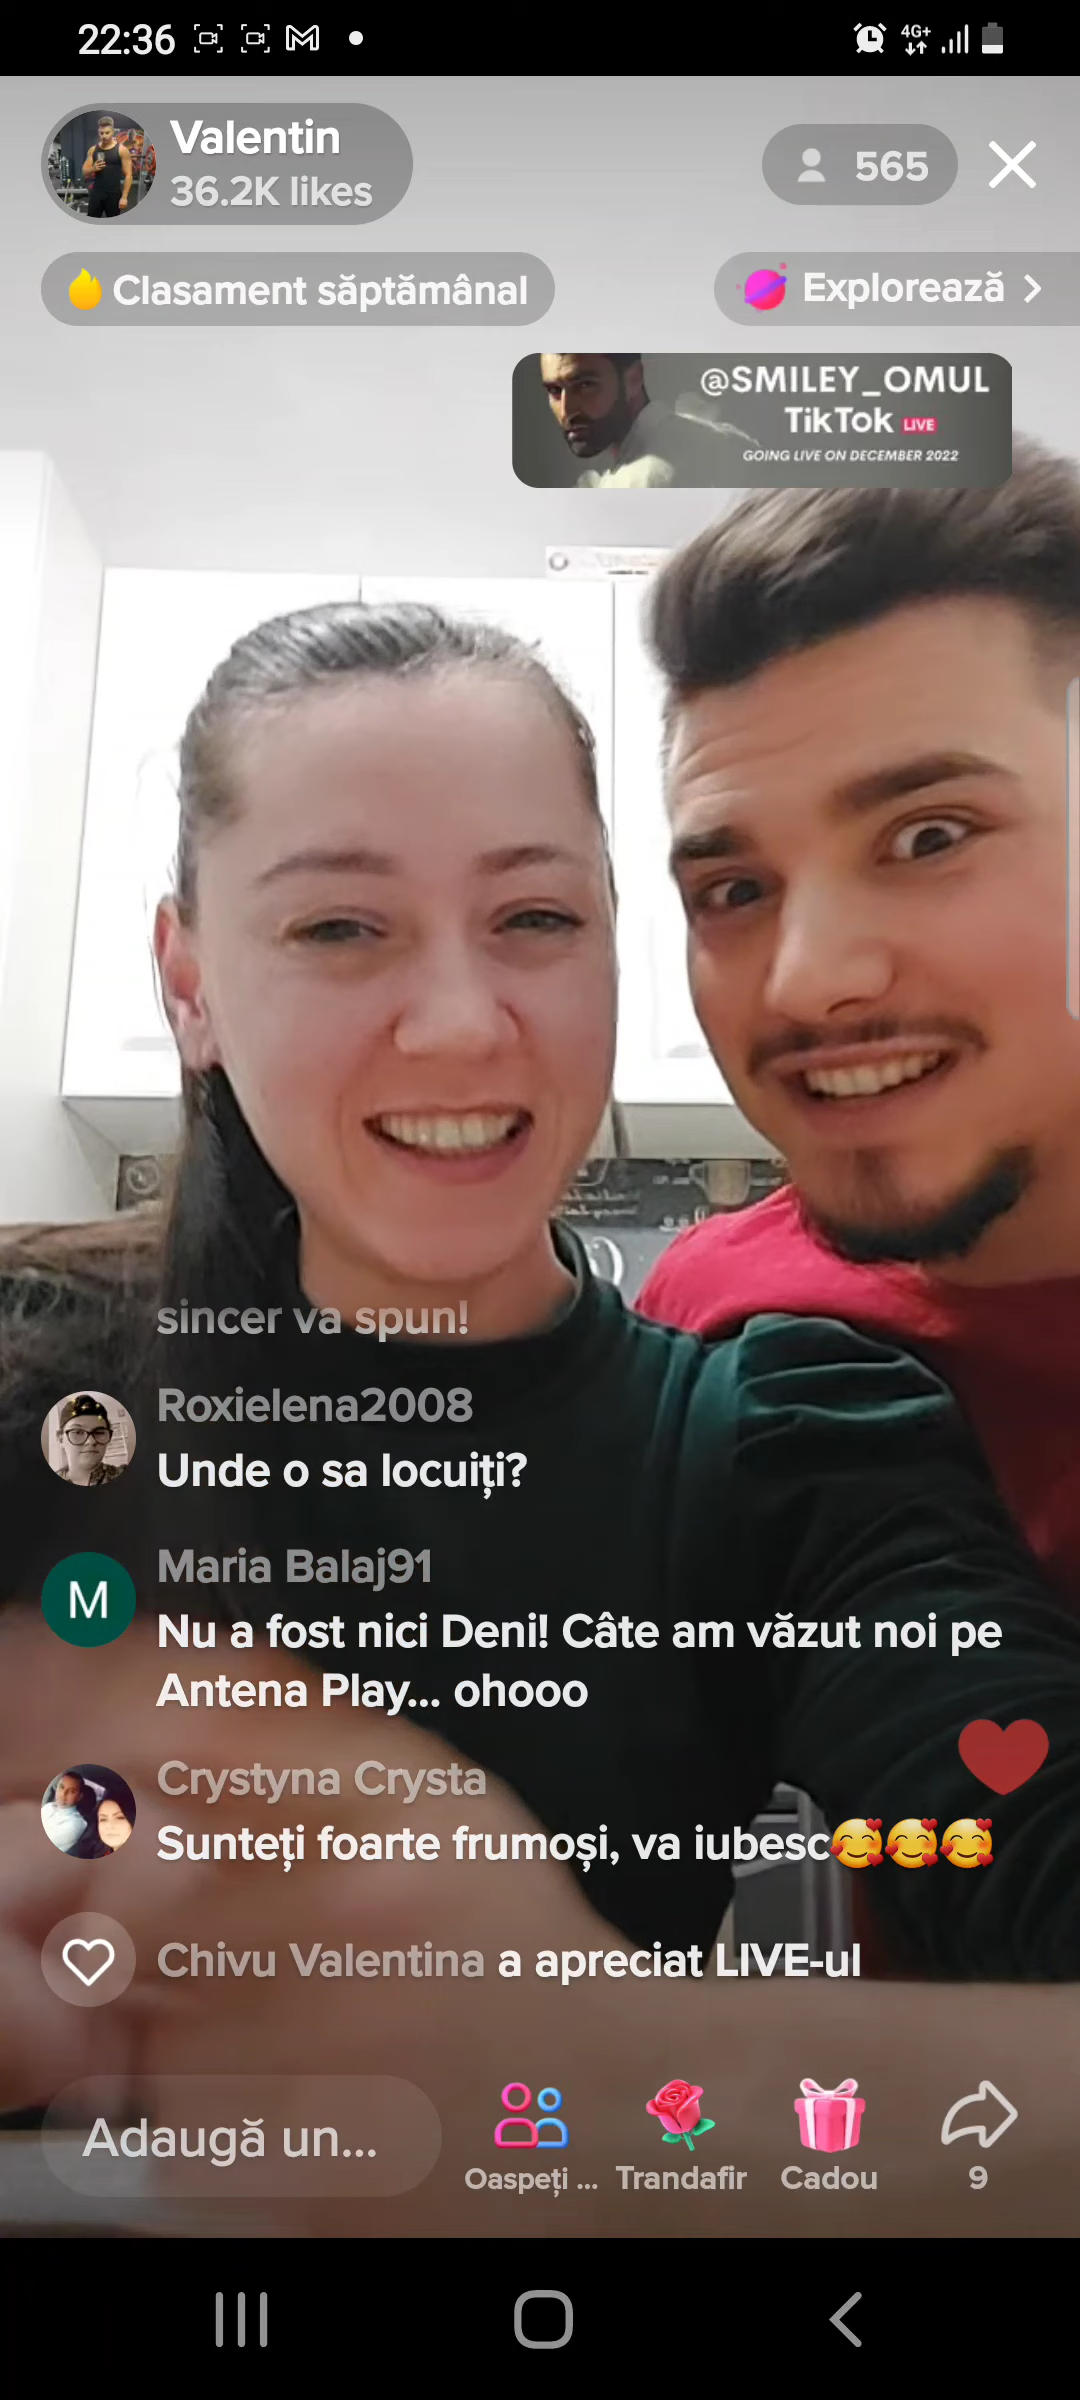 22:36
4G+
Valentin
36.2K likes
565
Clasament săptămânal
Explorează
@SMILEY_OMUL
TikTok LIVE
GOING LIVE ON DECEMBER 2022
sincer va spun!
Roxielena2008
Unde o sa locuiți?
Maria Balaj91
M
Nu a fost nici Deni! Câte am văzut noi pe
Antena Play... ohooo
Crystyna Crysta
Sunteți foarte frumoși, va iubesc🥰🥰🥰
Chivu Valentina a apreciat LIVE-ul
Adaugă un...
Oaspeți ...
Trandafir
Cadou
9